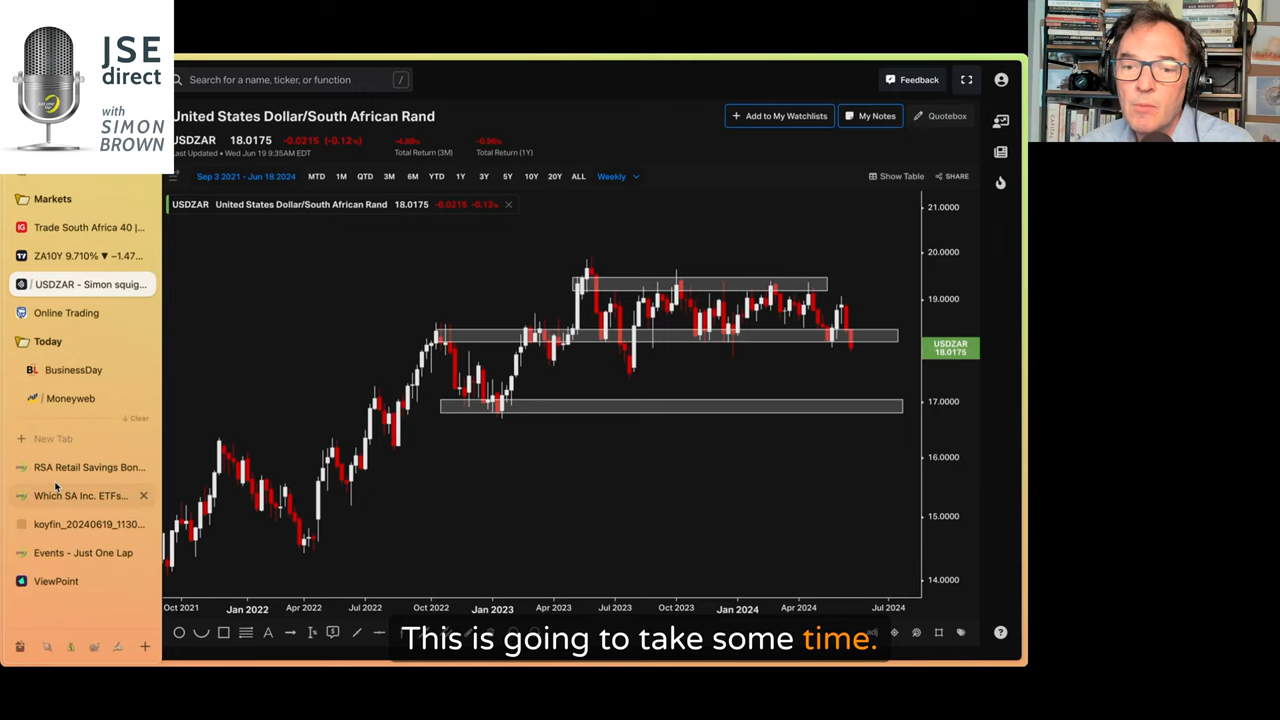 JSE
direct
with
SIMON
BROWN
Search for a name, ticker, or function
/
Feedback
United States Dollar/South African Rand
Add to My Watchlists
My Notes
Quotebox
USDZAR 18.0175 -0.0215 (-0.12%) -4.88% -0.96%
Last Updated • Wed Jun 19 9:35AM EDT Total Return (3M) Total Return (1Y)
Sep 3 2021 - Jun 18 2024 MTD 1M QTD 3M YTD 6M 1Y 3Y 5Y 10Y 20Y ALL Weekly
Show Table
SHARE
USDZAR United States Dollar/South African Rand 18.0175 -0.0215 -0.12%
Markets
Trade South Africa 40 |...
ZA10Y 9.710% ▼ −1.47...
/ USDZAR - Simon squig...
Online Trading
Today
BusinessDay
/ Moneyweb
↓ Clear
+ New Tab
RSA Retail Savings Bon...
Which SA Inc. ETFs...
koyfin_20240619_1130...
Events - Just One Lap
ViewPoint
21.0000
20.0000
19.0000
USDZAR
18.0175
17.0000
16.0000
15.0000
14.0000
Oct 2021 Jan 2022 Apr 2022 Jul 2022 Oct 2022 Jan 2023 Apr 2023 Jul 2023 Oct 2023 Jan 2024 Apr 2024 Jul 2024
This is going to take some time.